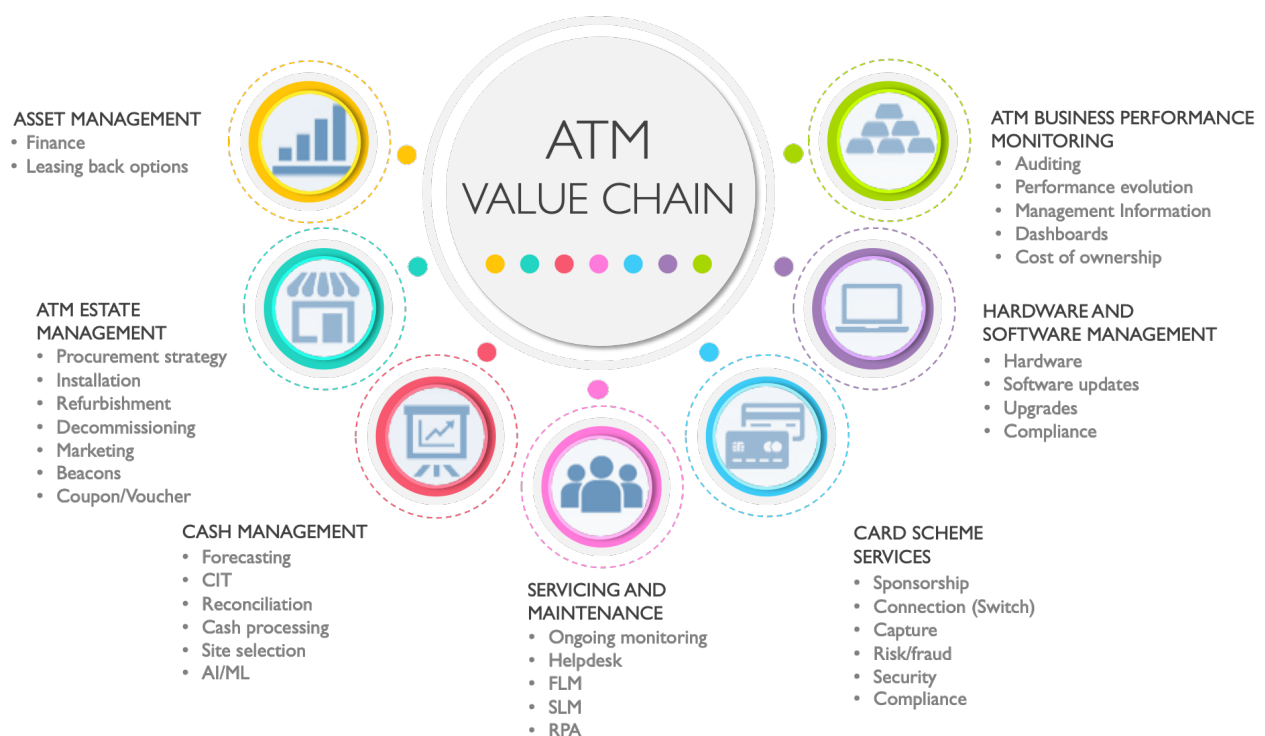 ATM
VALUE CHAIN
ASSET MANAGEMENT
• Finance
• Leasing back options
ATM ESTATE
MANAGEMENT
• Procurement strategy
• Installation
• Refurbishment
• Decommissioning
• Marketing
• Beacons
• Coupon/Voucher
CASH MANAGEMENT
• Forecasting
• CIT
• Reconciliation
• Cash processing
• Site selection
• AI/ML
SERVICING AND
MAINTENANCE
• Ongoing monitoring
• Helpdesk
• FLM
• SLM
• RPA
CARD SCHEME
SERVICES
• Sponsorship
• Connection (Switch)
• Capture
• Risk/fraud
• Security
• Compliance
HARDWARE AND
SOFTWARE MANAGEMENT
• Hardware
• Software updates
• Upgrades
• Compliance
ATM BUSINESS PERFORMANCE
MONITORING
• Auditing
• Performance evolution
• Management Information
• Dashboards
• Cost of ownership